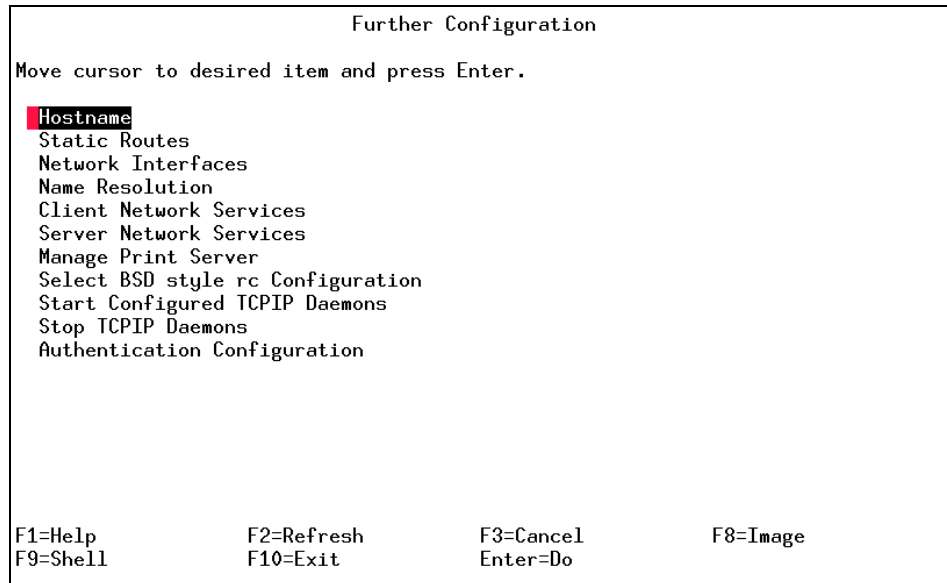 Further Configuration
Move cursor to desired item and press Enter.
Hostname
Static Routes
Network Interfaces
Name Resolution
Client Network Services
Server Network Services
Manage Print Server
Select BSD style rc Configuration
Start Configured TCPIP Daemons
Stop TCPIP Daemons
Authentication Configuration
F1=Help F2=Refresh F3=Cancel F8=Image
F9=Shell F10=Exit Enter=Do